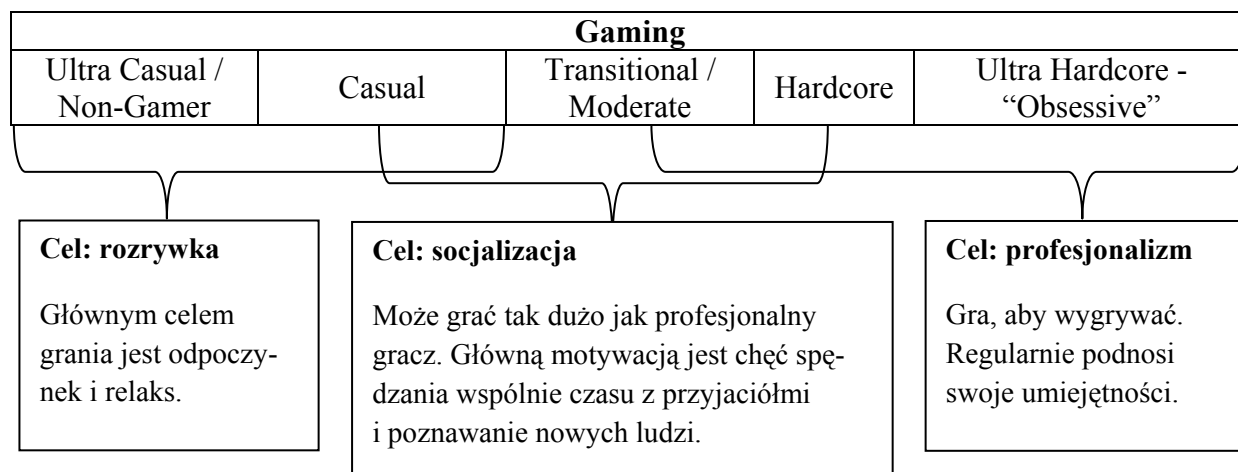 Gaming
Ultra Casual /
Non-Gamer
Casual
Transitional /
Moderate
Hardcore
Ultra Hardcore -
“Obsessive”
Cel: rozrywka
Głównym celem
grania jest odpoczy-
nek i relaks.
Cel: socjalizacja
Może grać tak dużo jak profesjonalny
gracz. Główną motywacją jest chęć spę-
dzania wspólnie czasu z przyjaciółmi
i poznawanie nowych ludzi.
Cel: profesjonalizm
Gra, aby wygrywać.
Regularnie podnosi
swoje umiejętności.